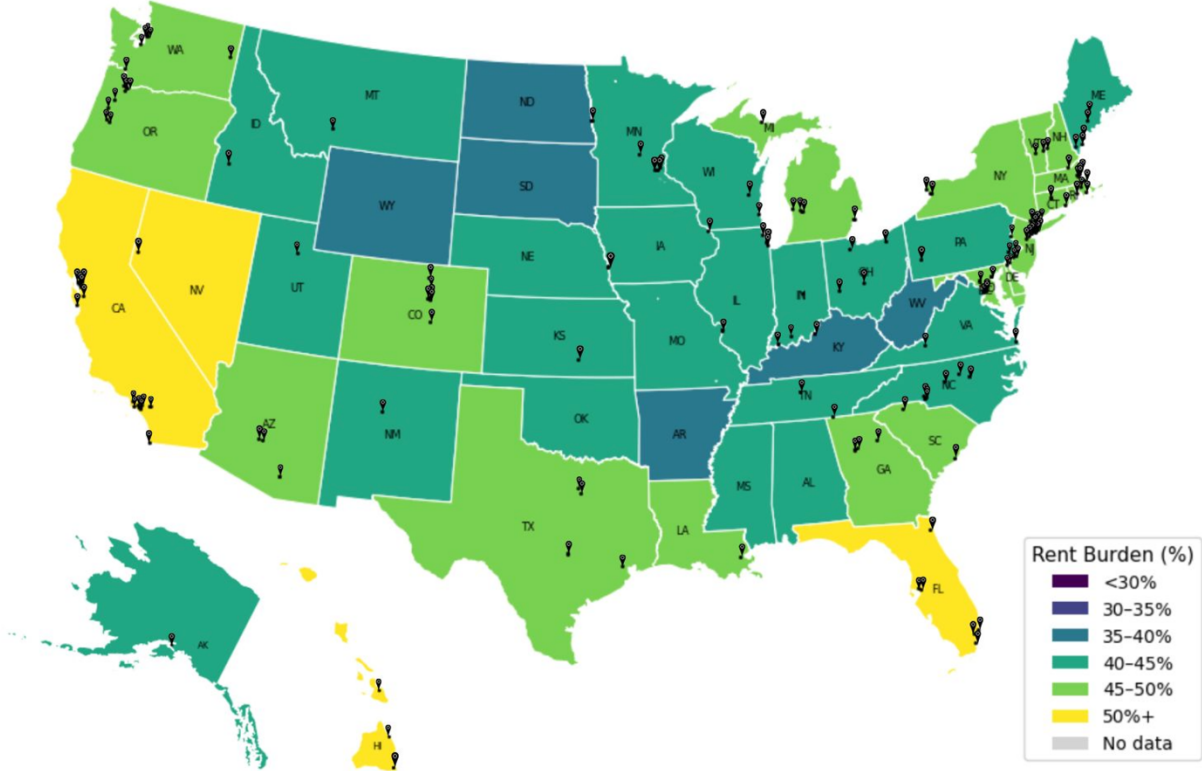 WA
MT
ME
ND
ID
MN
OR
MI
VT
NH
WI
NY
SD
MA
WY
CT
IA
PA
NJ
NE
OH
DE
NV
UT
IL
IN
WV
CA
CO
VA
KS
MO
KY
NC
TN
OK
AZ
NM
AR
SC
GA
MS
AL
TX
LA
FL
AK
HI
Rent Burden (%)
<30%
30–35%
35–40%
40–45%
45–50%
50%+
No data